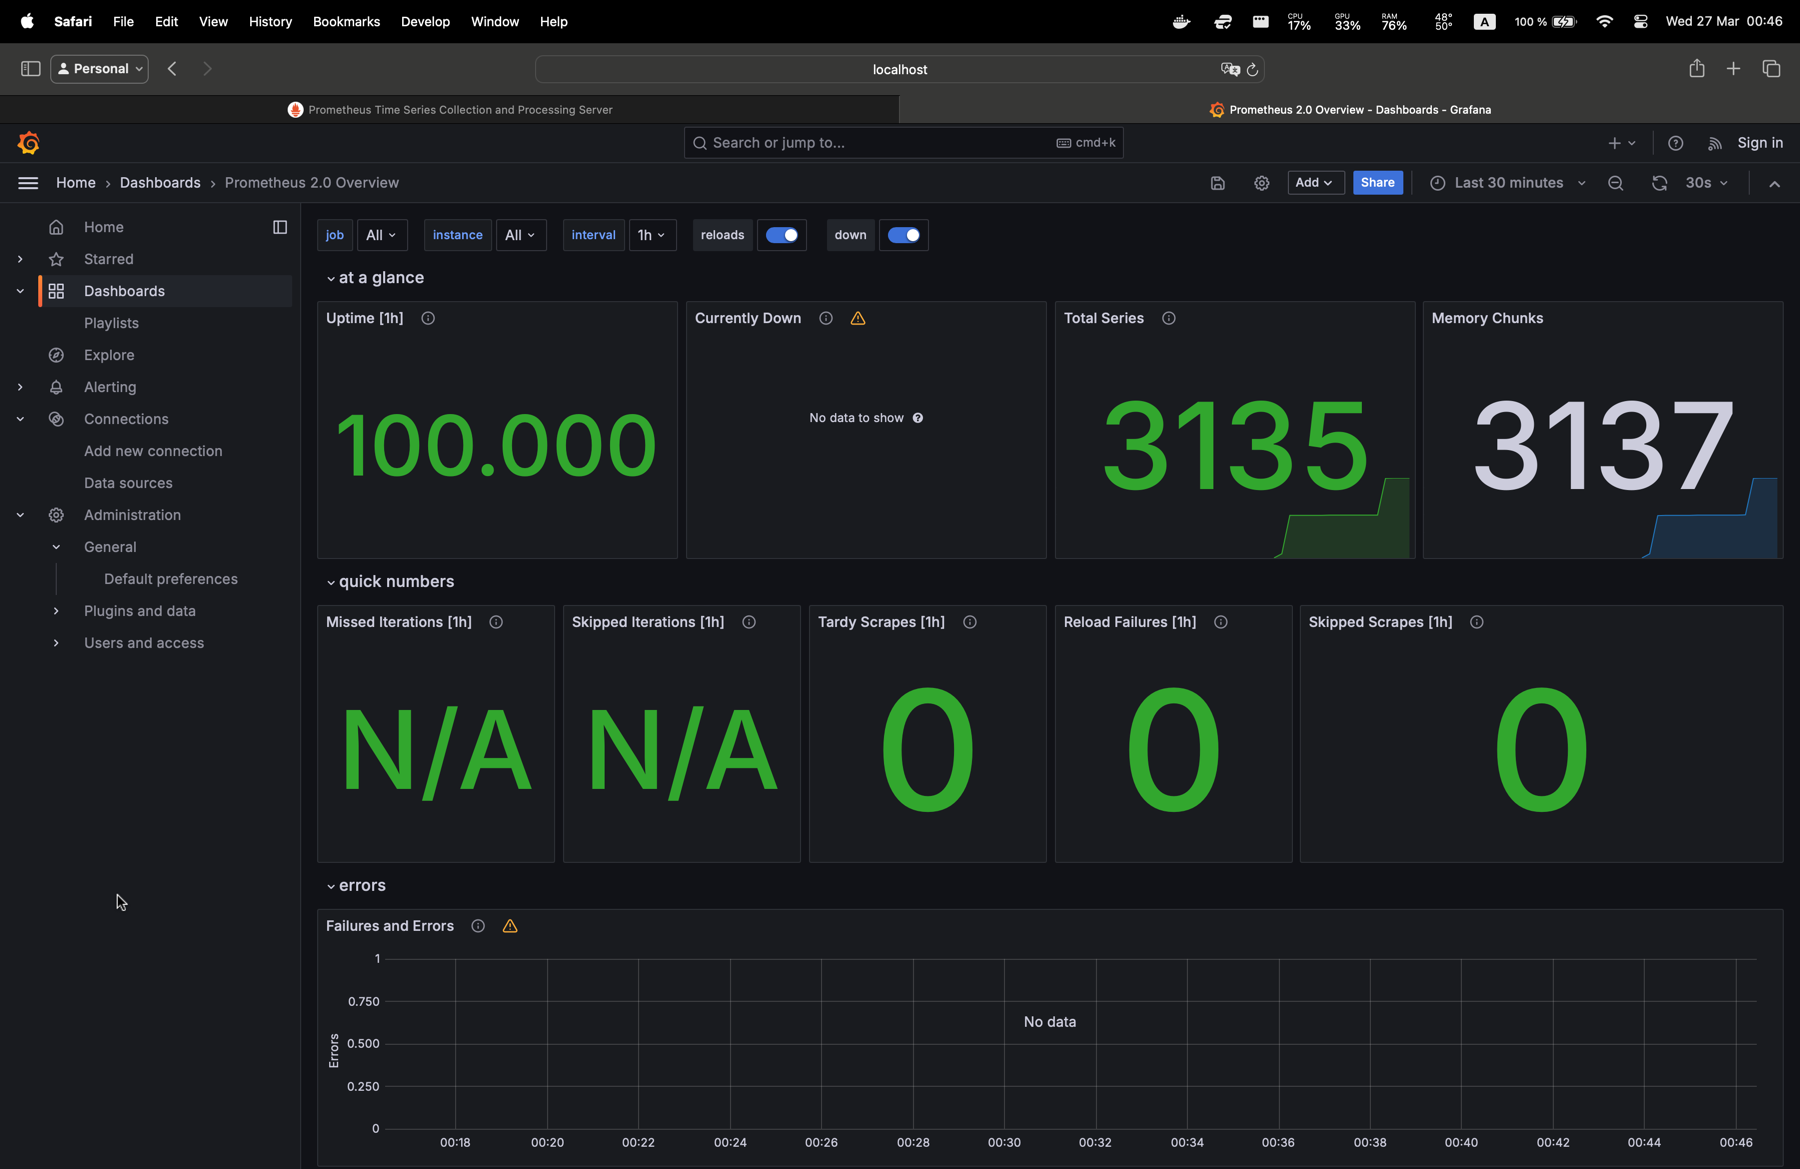 Safari File Edit View History Bookmarks Develop Window Help CPU 17% GPU 33% RAM 76% 48° 50° A 100 % Wed 27 Mar 00:46
Personal localhost
Prometheus Time Series Collection and Processing Server Prometheus 2.0 Overview - Dashboards - Grafana
Search or jump to... cmd+k Sign in
Home › Dashboards › Prometheus 2.0 Overview Add Share Last 30 minutes 30s
Home
Starred
Dashboards
Playlists
Explore
Alerting
Connections
Add new connection
Data sources
Administration
General
Default preferences
Plugins and data
Users and access
job All instance All interval 1h reloads down
at a glance
Uptime [1h] Currently Down Total Series Memory Chunks
100.000 No data to show 3135 3137
quick numbers
Missed Iterations [1h] Skipped Iterations [1h] Tardy Scrapes [1h] Reload Failures [1h] Skipped Scrapes [1h]
N/A N/A 0 0 0
errors
Failures and Errors
1
0.750
No data
0.500
Errors
0.250
0
00:18 00:20 00:22 00:24 00:26 00:28 00:30 00:32 00:34 00:36 00:38 00:40 00:42 00:44 00:46